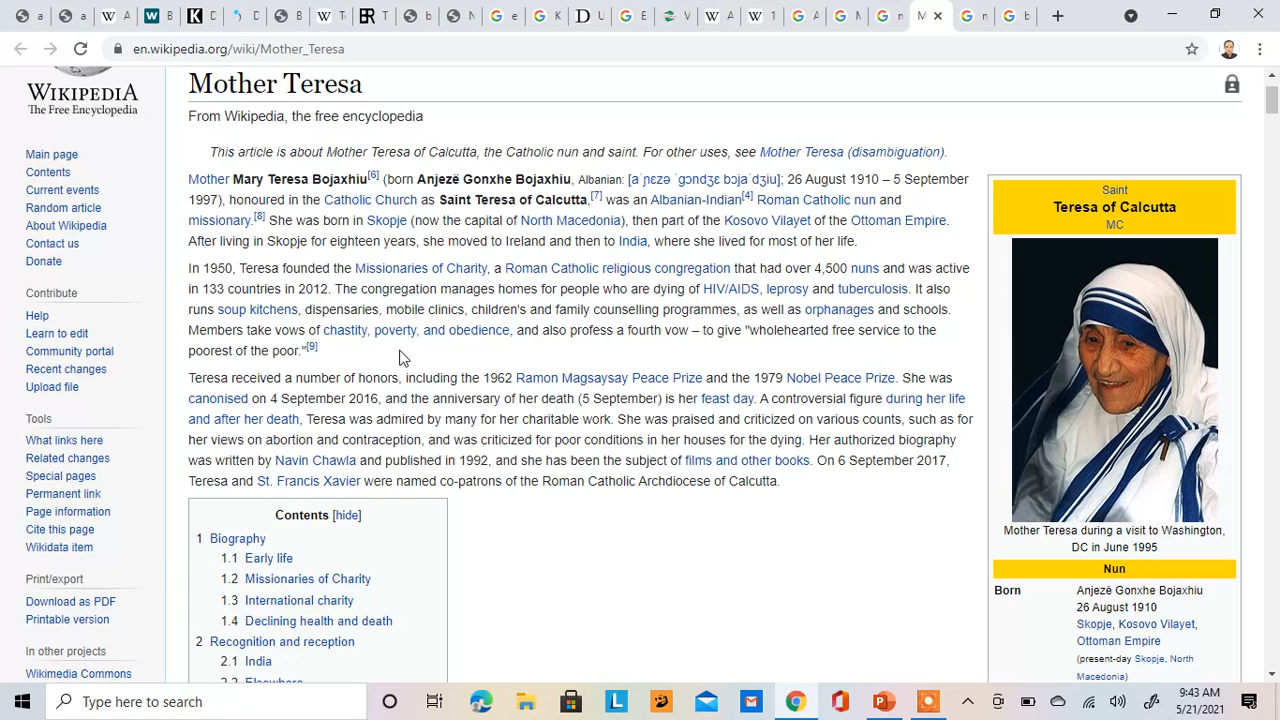 a
a
W A
B
K
D
S
B
W T
T
b
N
G e
G K
D U
G E
V
W A
W 1
G A
G M
G n
M
G n
G b
en.wikipedia.org/wiki/Mother_Teresa
WIKIPEDIA
The Free Encyclopedia
Main page
Contents
Current events
Random article
About Wikipedia
Contact us
Donate
Contribute
Help
Learn to edit
Community portal
Recent changes
Upload file
Tools
What links here
Related changes
Special pages
Permanent link
Page information
Cite this page
Wikidata item
Print/export
Download as PDF
Printable version
In other projects
Wikimedia Commons
Mother Teresa
From Wikipedia, the free encyclopedia
This article is about Mother Teresa of Calcutta, the Catholic nun and saint. For other uses, see Mother Teresa (disambiguation).
Mother Mary Teresa Bojaxhiu[6] (born Anjezë Gonxhe Bojaxhiu, Albanian: [aˈɲɛzə ˈɡɔndʒɛ bɔjaˈdʒiu]; 26 August 1910 – 5 September
1997), honoured in the Catholic Church as Saint Teresa of Calcutta,[7] was an Albanian-Indian[4] Roman Catholic nun and
missionary.[8] She was born in Skopje (now the capital of North Macedonia), then part of the Kosovo Vilayet of the Ottoman Empire.
After living in Skopje for eighteen years, she moved to Ireland and then to India, where she lived for most of her life.
In 1950, Teresa founded the Missionaries of Charity, a Roman Catholic religious congregation that had over 4,500 nuns and was active
in 133 countries in 2012. The congregation manages homes for people who are dying of HIV/AIDS, leprosy and tuberculosis. It also
runs soup kitchens, dispensaries, mobile clinics, children's and family counselling programmes, as well as orphanages and schools.
Members take vows of chastity, poverty, and obedience, and also profess a fourth vow – to give "wholehearted free service to the
poorest of the poor."[9]
Teresa received a number of honors, including the 1962 Ramon Magsaysay Peace Prize and the 1979 Nobel Peace Prize. She was
canonised on 4 September 2016, and the anniversary of her death (5 September) is her feast day. A controversial figure during her life
and after her death, Teresa was admired by many for her charitable work. She was praised and criticized on various counts, such as for
her views on abortion and contraception, and was criticized for poor conditions in her houses for the dying. Her authorized biography
was written by Navin Chawla and published in 1992, and she has been the subject of films and other books. On 6 September 2017,
Teresa and St. Francis Xavier were named co-patrons of the Roman Catholic Archdiocese of Calcutta.
Contents [hide]
1 Biography
1.1 Early life
1.2 Missionaries of Charity
1.3 International charity
1.4 Declining health and death
2 Recognition and reception
2.1 India
2.2 Elsewhere
Saint
Teresa of Calcutta
MC
Mother Teresa during a visit to Washington,
DC in June 1995
Nun
Born Anjezë Gonxhe Bojaxhiu
26 August 1910
Skopje, Kosovo Vilayet,
Ottoman Empire
(present-day Skopje, North
Macedonia)
Type here to search
L
9:43 AM
5/21/2021